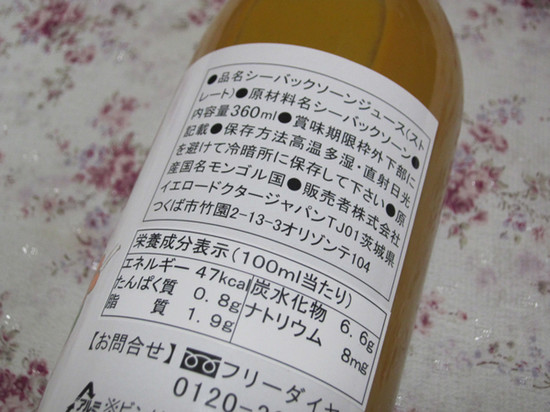 ●品名シーバックソーンジュース(スト
レート)●原材料名シーバックソーン●
内容量360ml●賞味期限枠外下部に
記載●保存方法高温多湿・直射日光
を避けて冷暗所に保存して下さい●原
産国名モンゴル国●販売者株式会社
イエロードクタージャパンTJ01茨城県
つくば市竹園2-13-3オリゾンテ104
栄養成分表示(100ml当たり)
エネルギー 47kcal 炭水化物 6.6g
たんぱく質 0.8g ナトリウム 8mg
脂 質 1.9g
【お問合せ】フリーダイヤ
0120-2
アルミ ※ビン